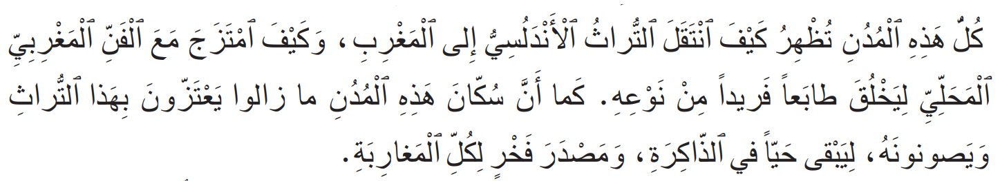 كُلُّ هَذِهِ ٱلْمُدُنِ تُظْهِرُ كَيْفَ ٱنْتَقَلَ ٱلتُّراثُ ٱلْأَنْدَلُسِيُّ إِلى ٱلْمَغْرِبِ، وَكَيْفَ ٱمْتَزَجَ مَعَ ٱلْفَنِّ ٱلْمَغْرِبِيِّ
ٱلْمَحَلِّيِّ لِيَخْلُقَ طابَعاً فَريداً مِنْ نَوْعِهِ. كَما أَنَّ سُكّانَ هَذِهِ ٱلْمُدُنِ ما زالوا يَعْتَزّونَ بِهَذا ٱلتُّراثِ
وَيَصونونَهُ، لِيَبْقى حَيّاً في ٱلذّاكِرَةِ، وَمَصْدَرَ فَخْرٍ لِكُلِّ ٱلْمَغارِبَةِ.